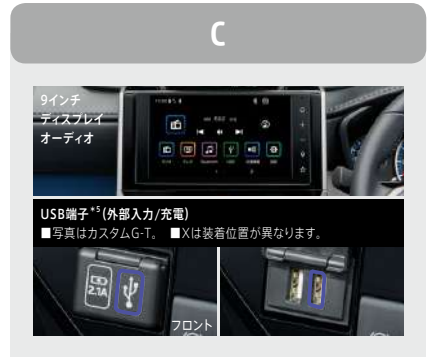 C
9インチ
ディスプレイ
オーディオ
USB端子*5(外部入力/充電)
■写真はカスタムG-T。 ■Xは装着位置が異なります。
2.1A
フロント